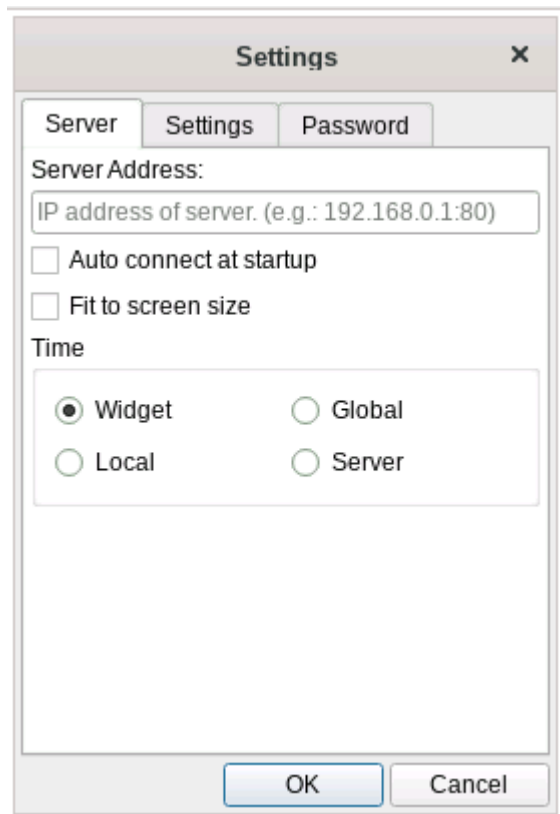 Settings ×
Server Settings Password
Server Address:
IP address of server. (e.g.: 192.168.0.1:80)
Auto connect at startup
Fit to screen size
Time
Widget Global
Local Server
OK Cancel